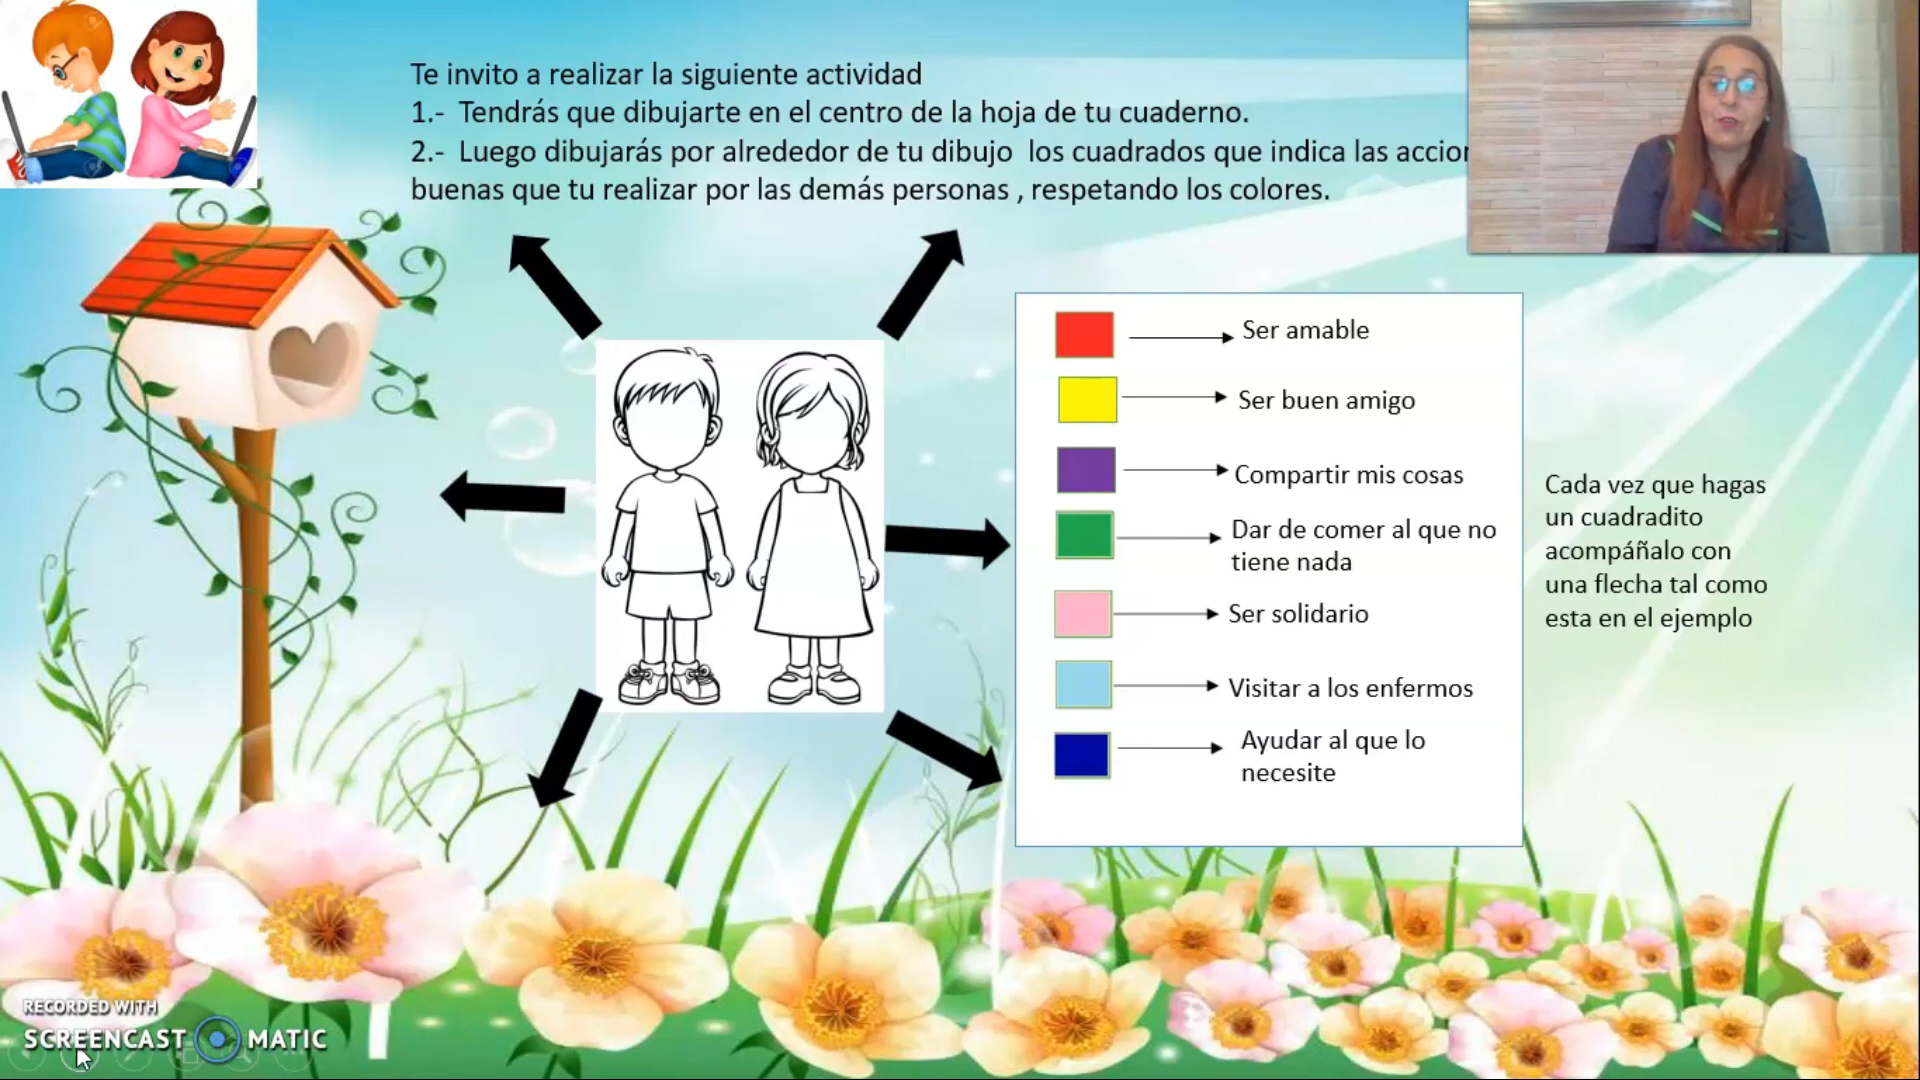 Te invito a realizar la siguiente actividad
1.- Tendrás que dibujarte en el centro de la hoja de tu cuaderno.
2.- Luego dibujarás por alrededor de tu dibujo los cuadrados que indica las accion
buenas que tu realizar por las demás personas , respetando los colores.
Ser amable
Ser buen amigo
Compartir mis cosas
Dar de comer al que no
tiene nada
Ser solidario
Visitar a los enfermos
Ayudar al que lo
necesite
Cada vez que hagas
un cuadradito
acompáñalo con
una flecha tal como
esta en el ejemplo
RECORDED WITH
SCREENCAST MATIC